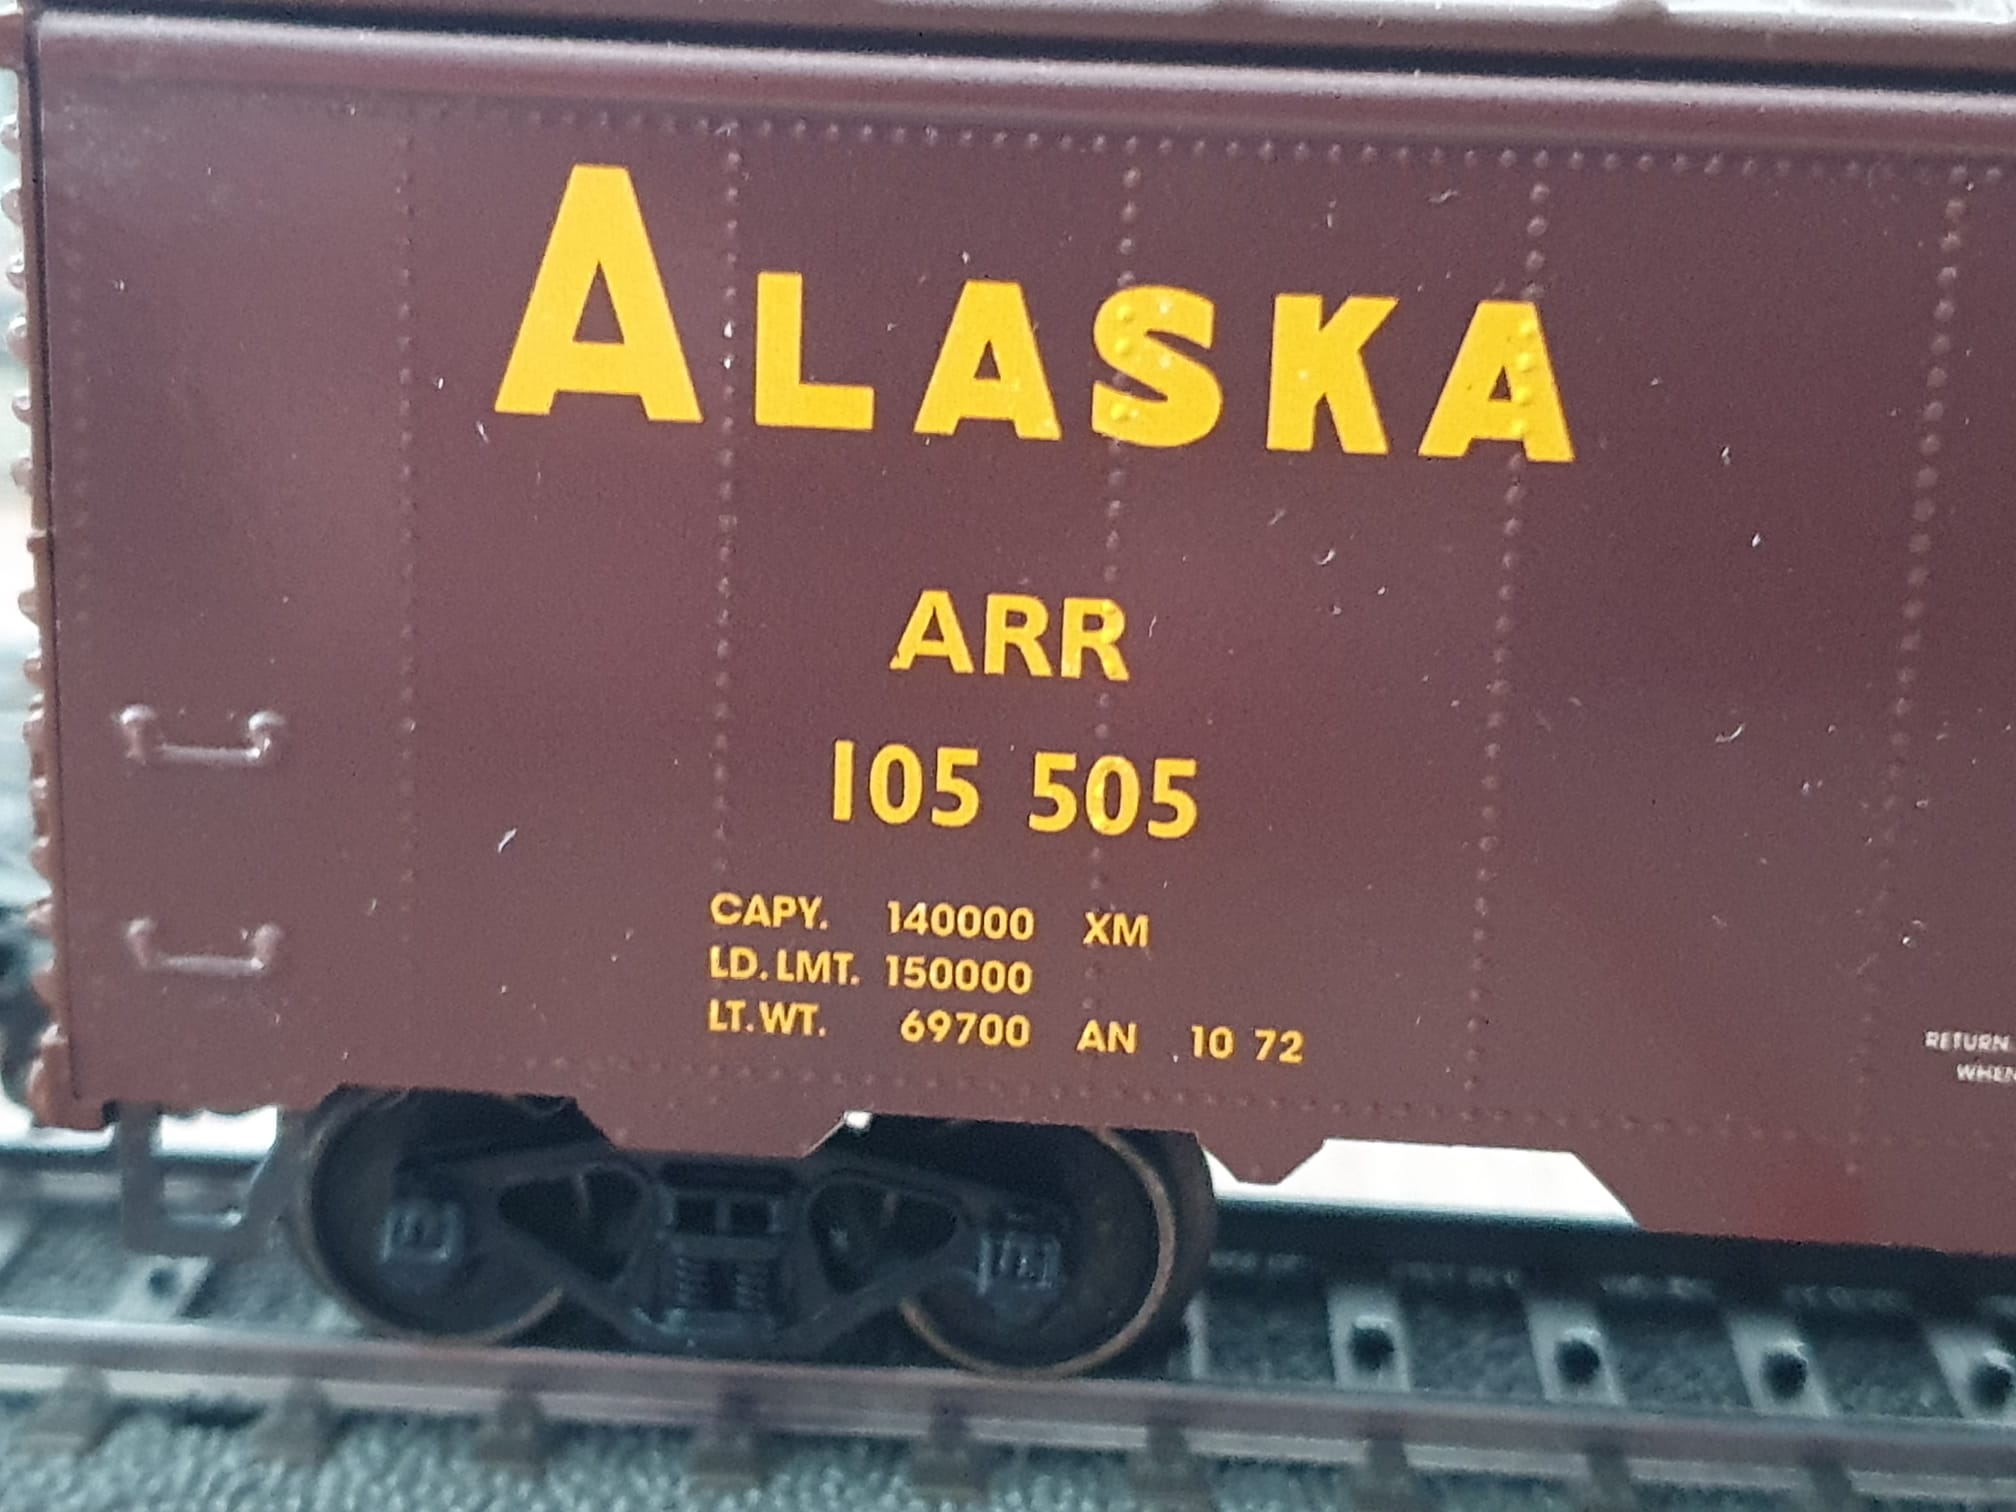 ALASKA
ARR
105 505
CAPY. 140000 XM
LD. LMT. 150000
LT. WT. 69700 AN 10 72
RETURN
WHEN